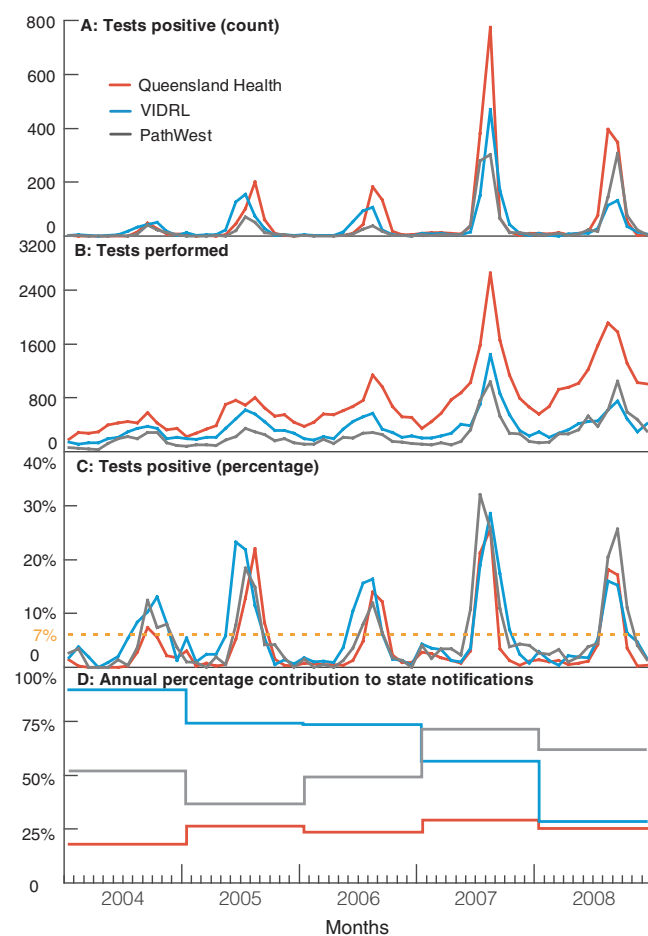 800
A: Tests positive (count)
600
Queensland Health
VIDRL
400
PathWest
200
0
3200
B: Tests performed
2400
1600
800
0
40%
C: Tests positive (percentage)
30%
20%
10%
7%
0
100%
D: Annual percentage contribution to state notifications
75%
50%
25%
0
2004 2005 2006 2007 2008
Months